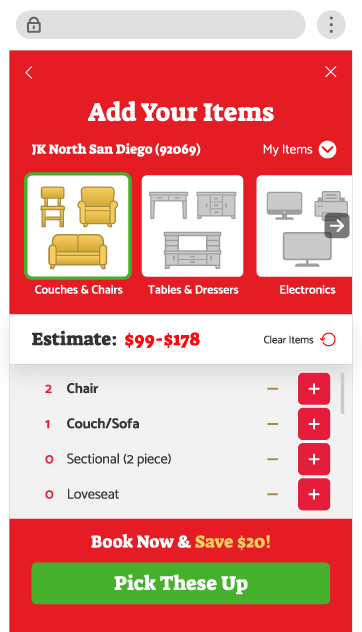 Add Your Items
JK North San Diego (92069)
My Items
Couches & Chairs
Tables & Dressers
Electronics
Estimate: $99-$178
Clear Items
2 Chair
1 Couch/Sofa
0 Sectional (2 piece)
0 Loveseat
Book Now & Save $20!
Pick These Up